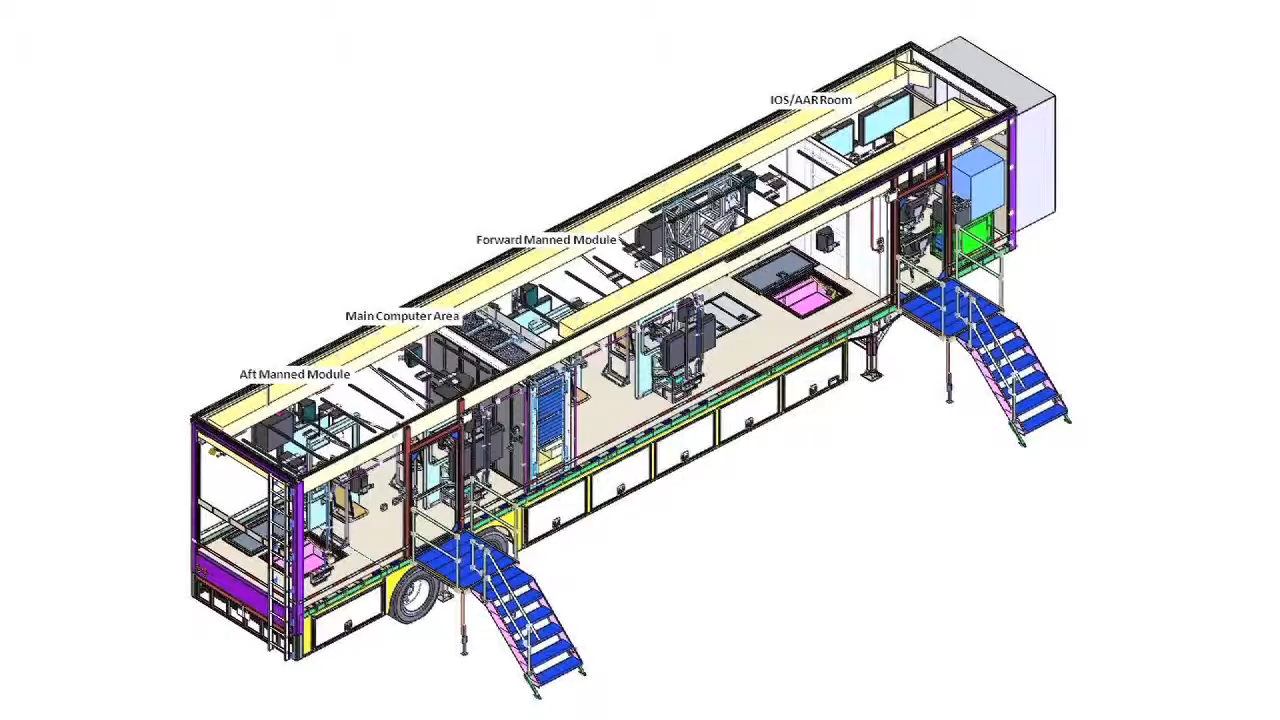 IOS/AAR Room
Forward Manned Module
Main Computer Area
Aft Manned Module